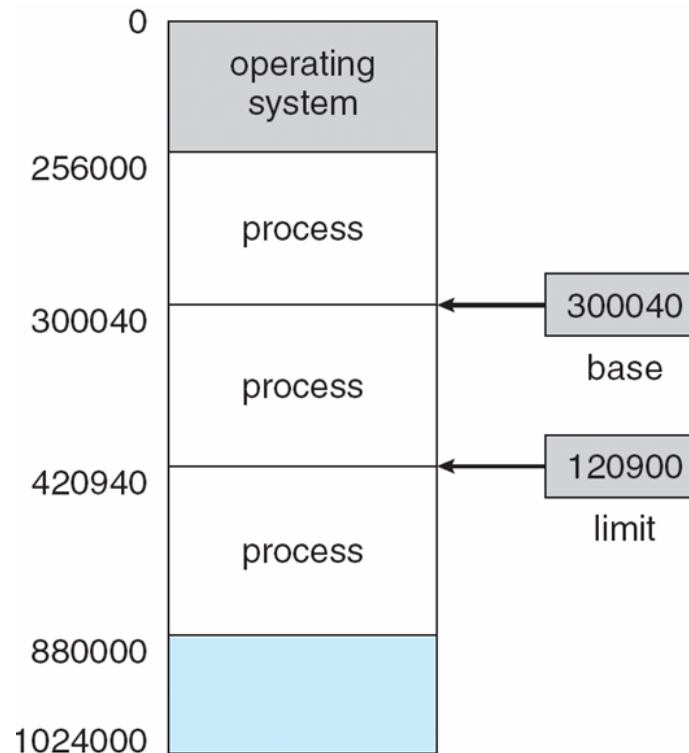 0
operating
system
256000
process
300040
300040
base
process
420940
120900
limit
process
880000
1024000